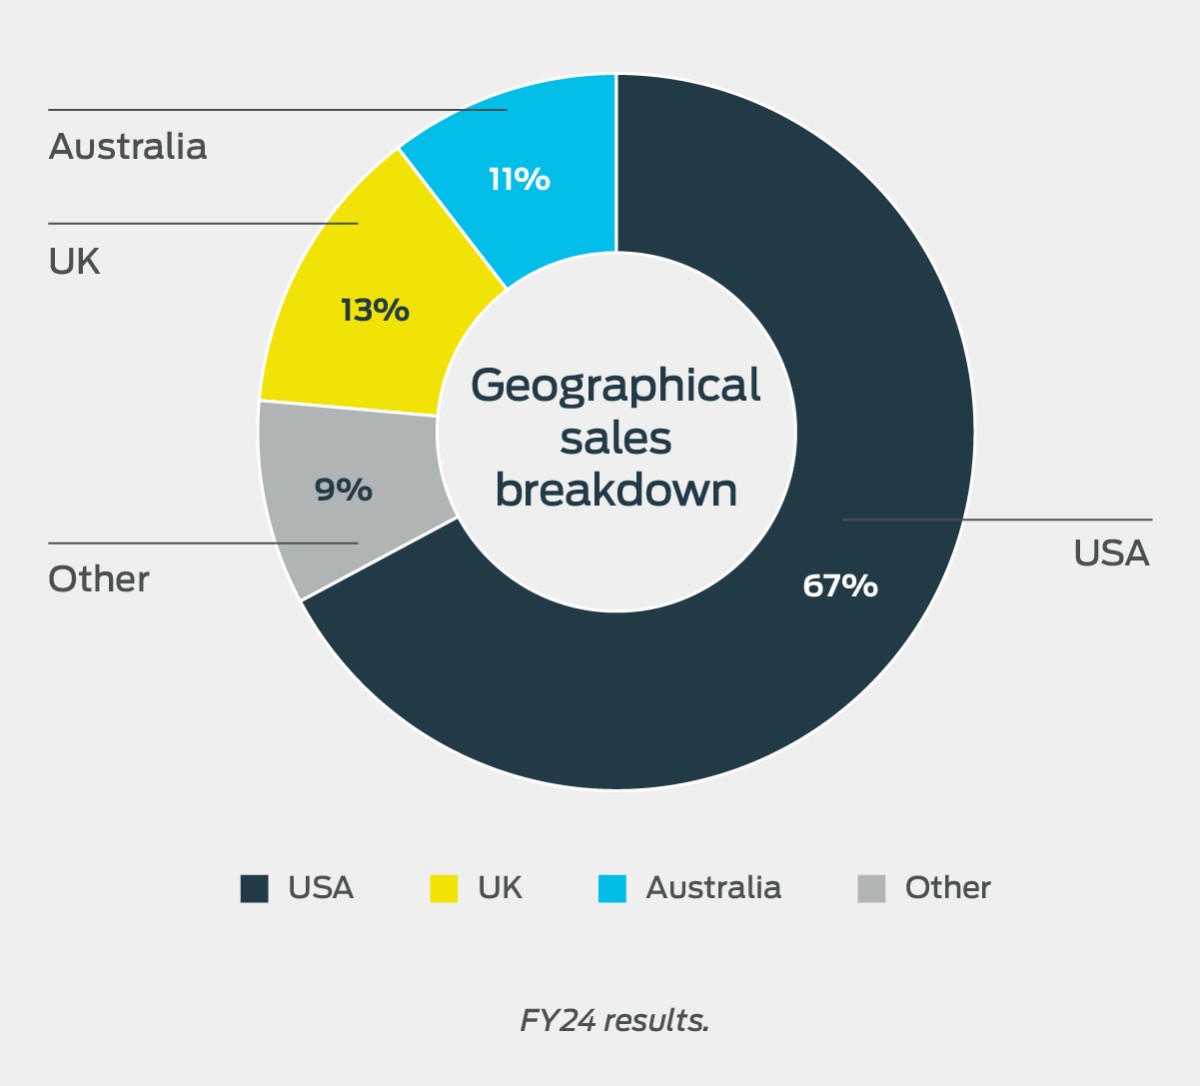 Australia
11%
UK
13%
Geographical
sales
breakdown
9%
Other
USA
67%
USA
UK
Australia
Other
FY24 results.